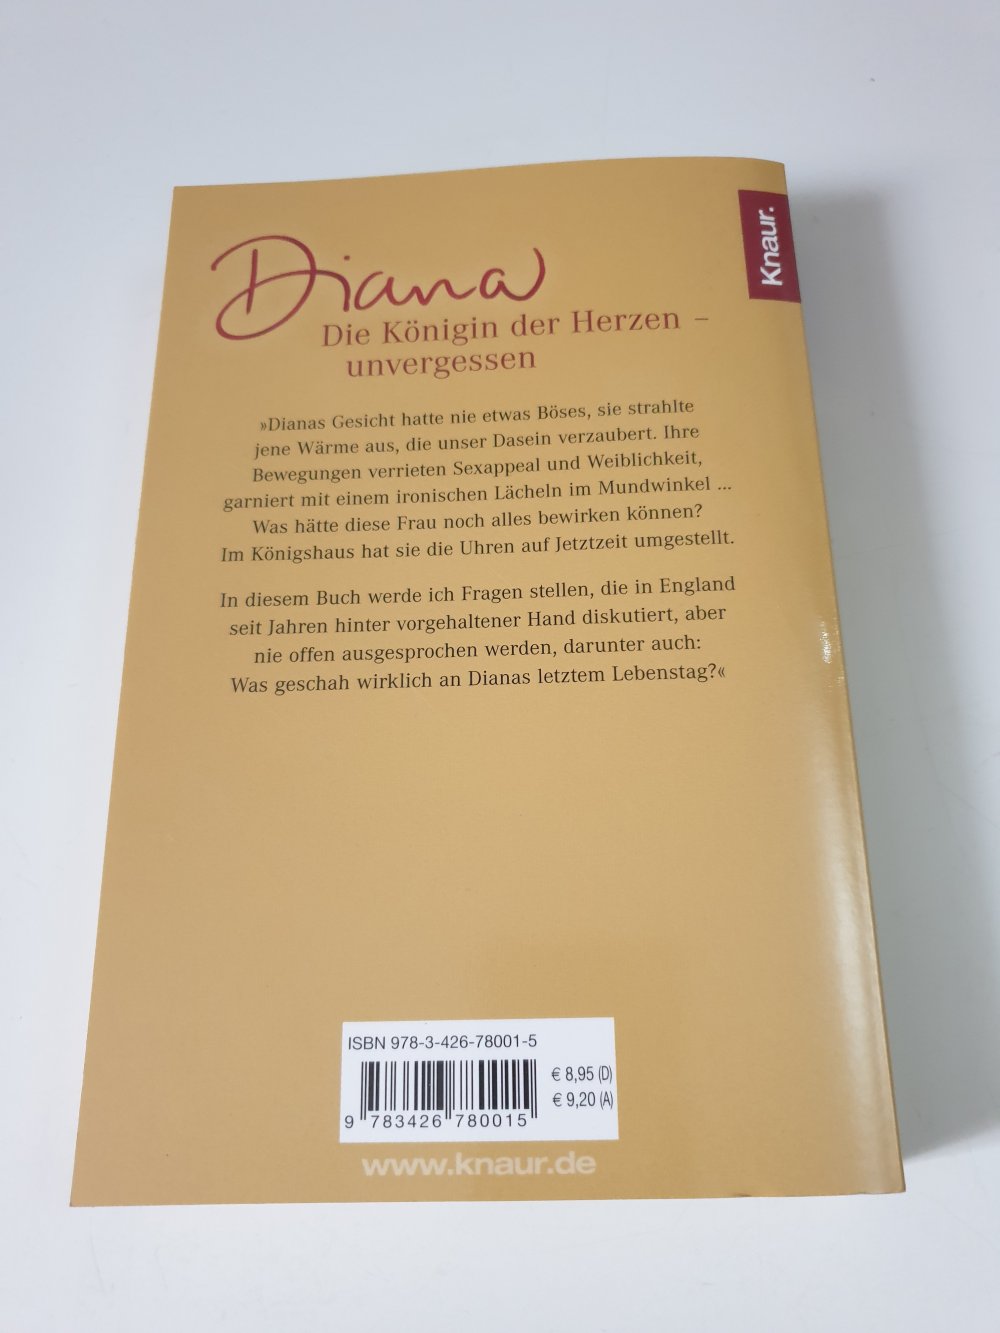 Knaur.
Diana
Die Königin der Herzen –
unvergessen
»Dianas Gesicht hatte nie etwas Böses, sie strahlte
jene Wärme aus, die unser Dasein verzaubert. Ihre
Bewegungen verrieten Sexappeal und Weiblichkeit,
garniert mit einem ironischen Lächeln im Mundwinkel ...
Was hätte diese Frau noch alles bewirken können?
Im Königshaus hat sie die Uhren auf Jetztzeit umgestellt.
In diesem Buch werde ich Fragen stellen, die in England
seit Jahren hinter vorgehaltener Hand diskutiert, aber
nie offen ausgesprochen werden, darunter auch:
Was geschah wirklich an Dianas letztem Lebenstag?«
ISBN 978-3-426-78001-5
€ 8,95 (D)
€ 9,20 (A)
9 783426 780015
www.knaur.de